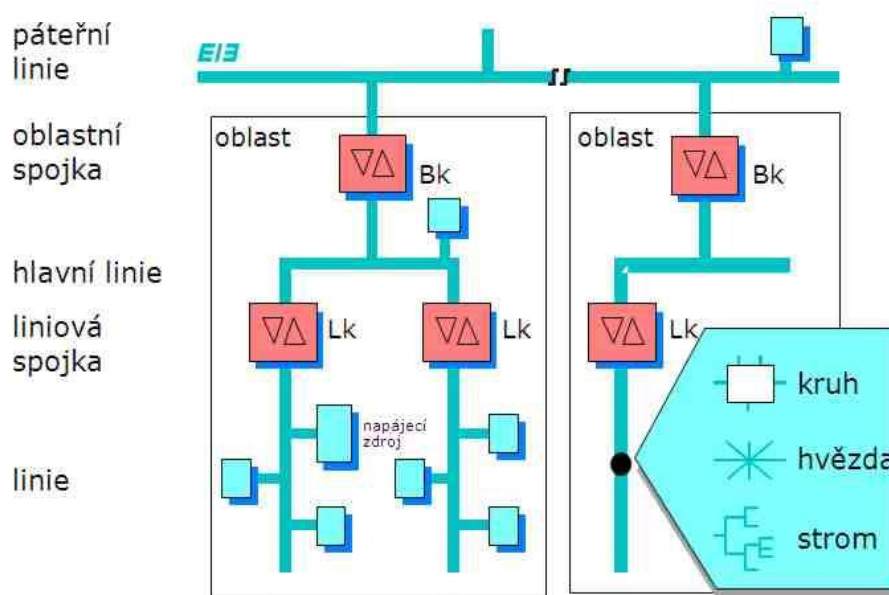 páteřní
linie
EIB
oblastní
spojka
oblast
Bk
oblast
Bk
hlavní linie
liniová
spojka
Lk
Lk
Lk
kruh
napájecí
zdroj
hvězda
linie
strom